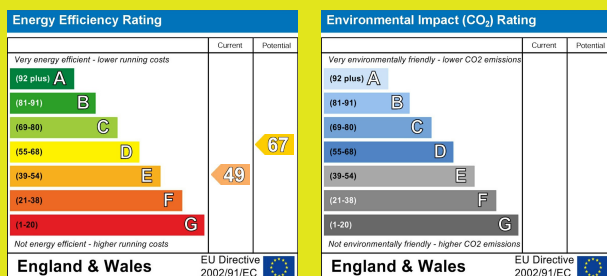 Energy Efficiency Rating
Current Potential
Very energy efficient - lower running costs
(92 plus) A
(81-91) B
(69-80) C
(55-68) D
67
(39-54) E
49
(21-38) F
(1-20) G
Not energy efficient - higher running costs
England & Wales
EU Directive
2002/91/EC
Environmental Impact (CO₂) Rating
Current Potential
Very environmentally friendly - lower CO2 emissions
(92 plus) A
(81-91) B
(69-80) C
(55-68) D
(39-54) E
(21-38) F
(1-20) G
Not environmentally friendly - higher CO2 emissions
England & Wales
EU Directive
2002/91/EC